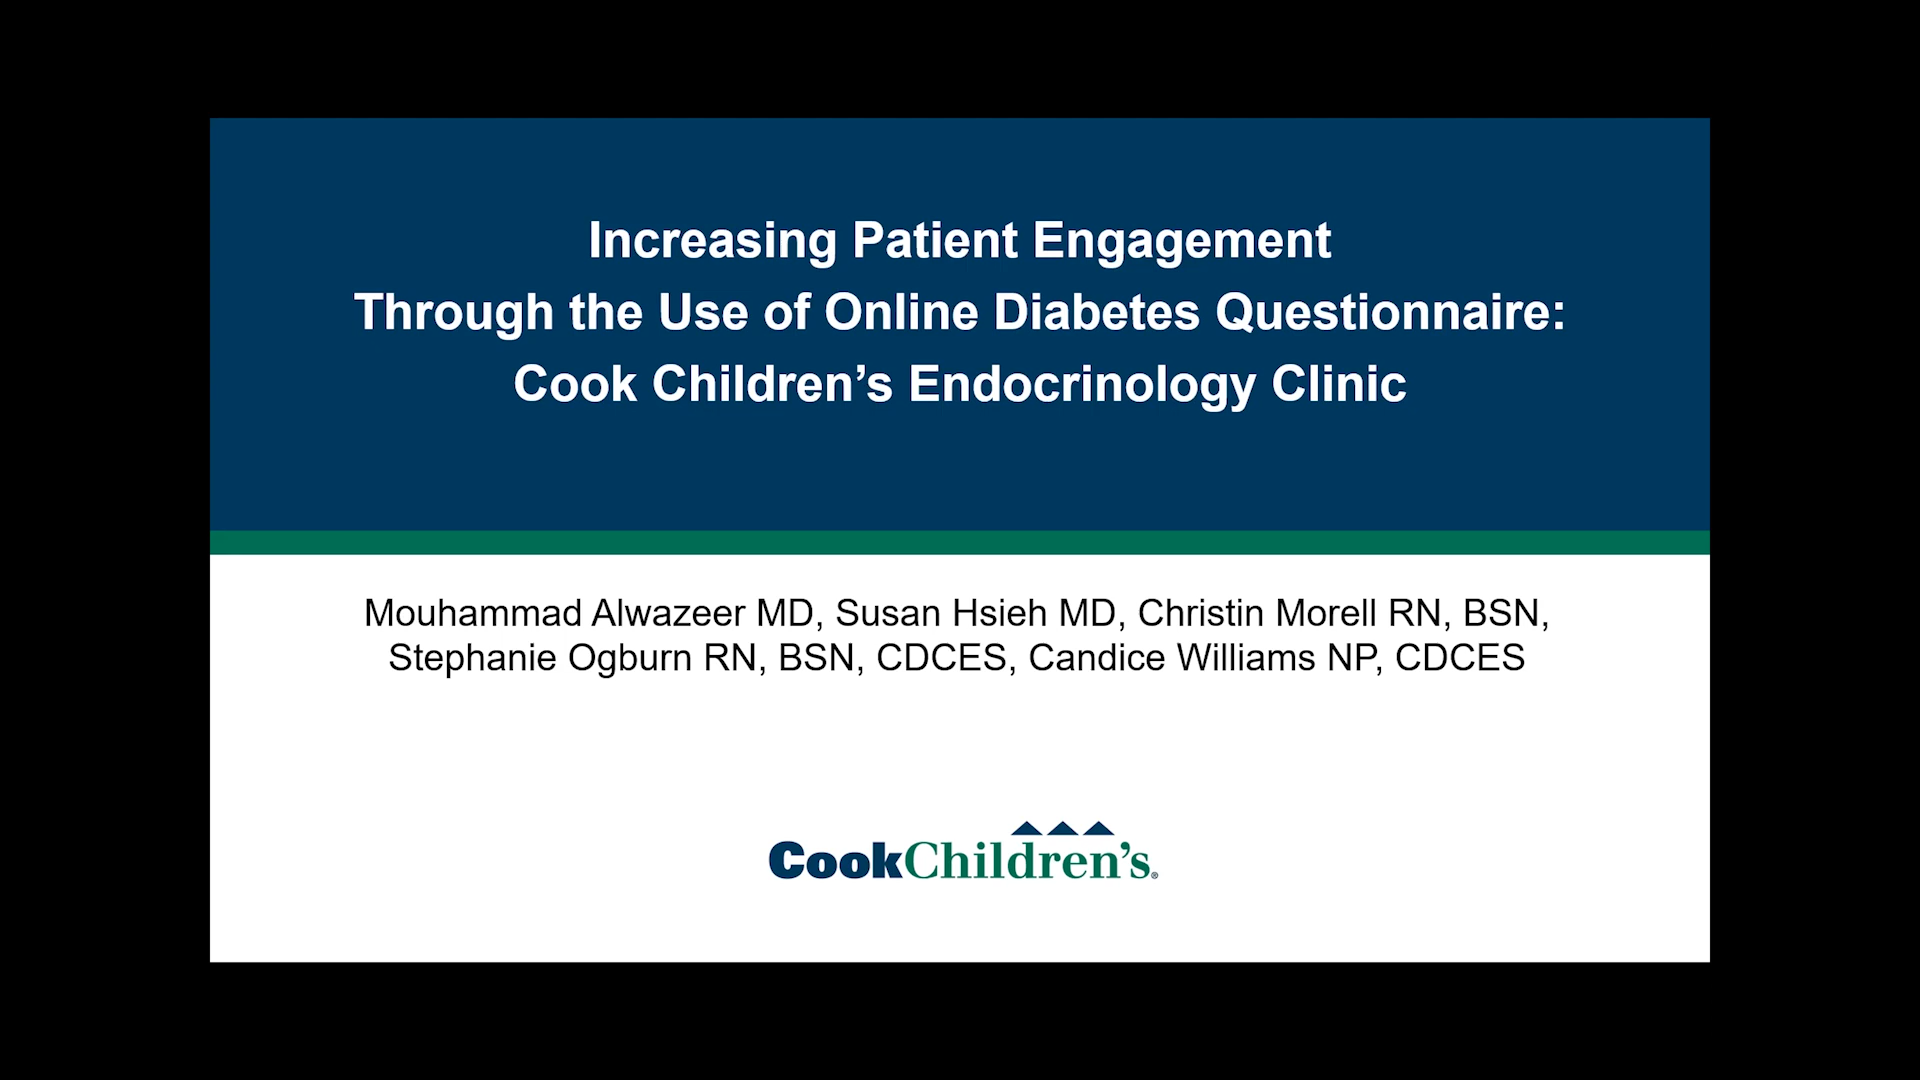 Increasing Patient Engagement
Through the Use of Online Diabetes Questionnaire:
Cook Children’s Endocrinology Clinic
Mouhammad Alwazeer MD, Susan Hsieh MD, Christin Morell RN, BSN,
Stephanie Ogburn RN, BSN, CDCES, Candice Williams NP, CDCES
CookChildren’s®